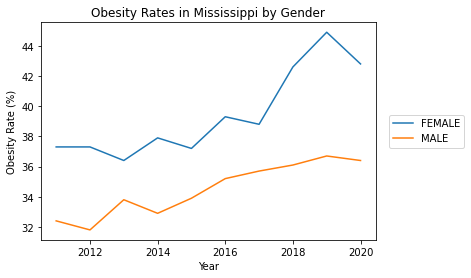 Obesity Rates in Mississippi by Gender
Obesity Rate (%)
44
42
40
38
36
34
32
2012 2014 2016 2018 2020
Year
FEMALE
MALE